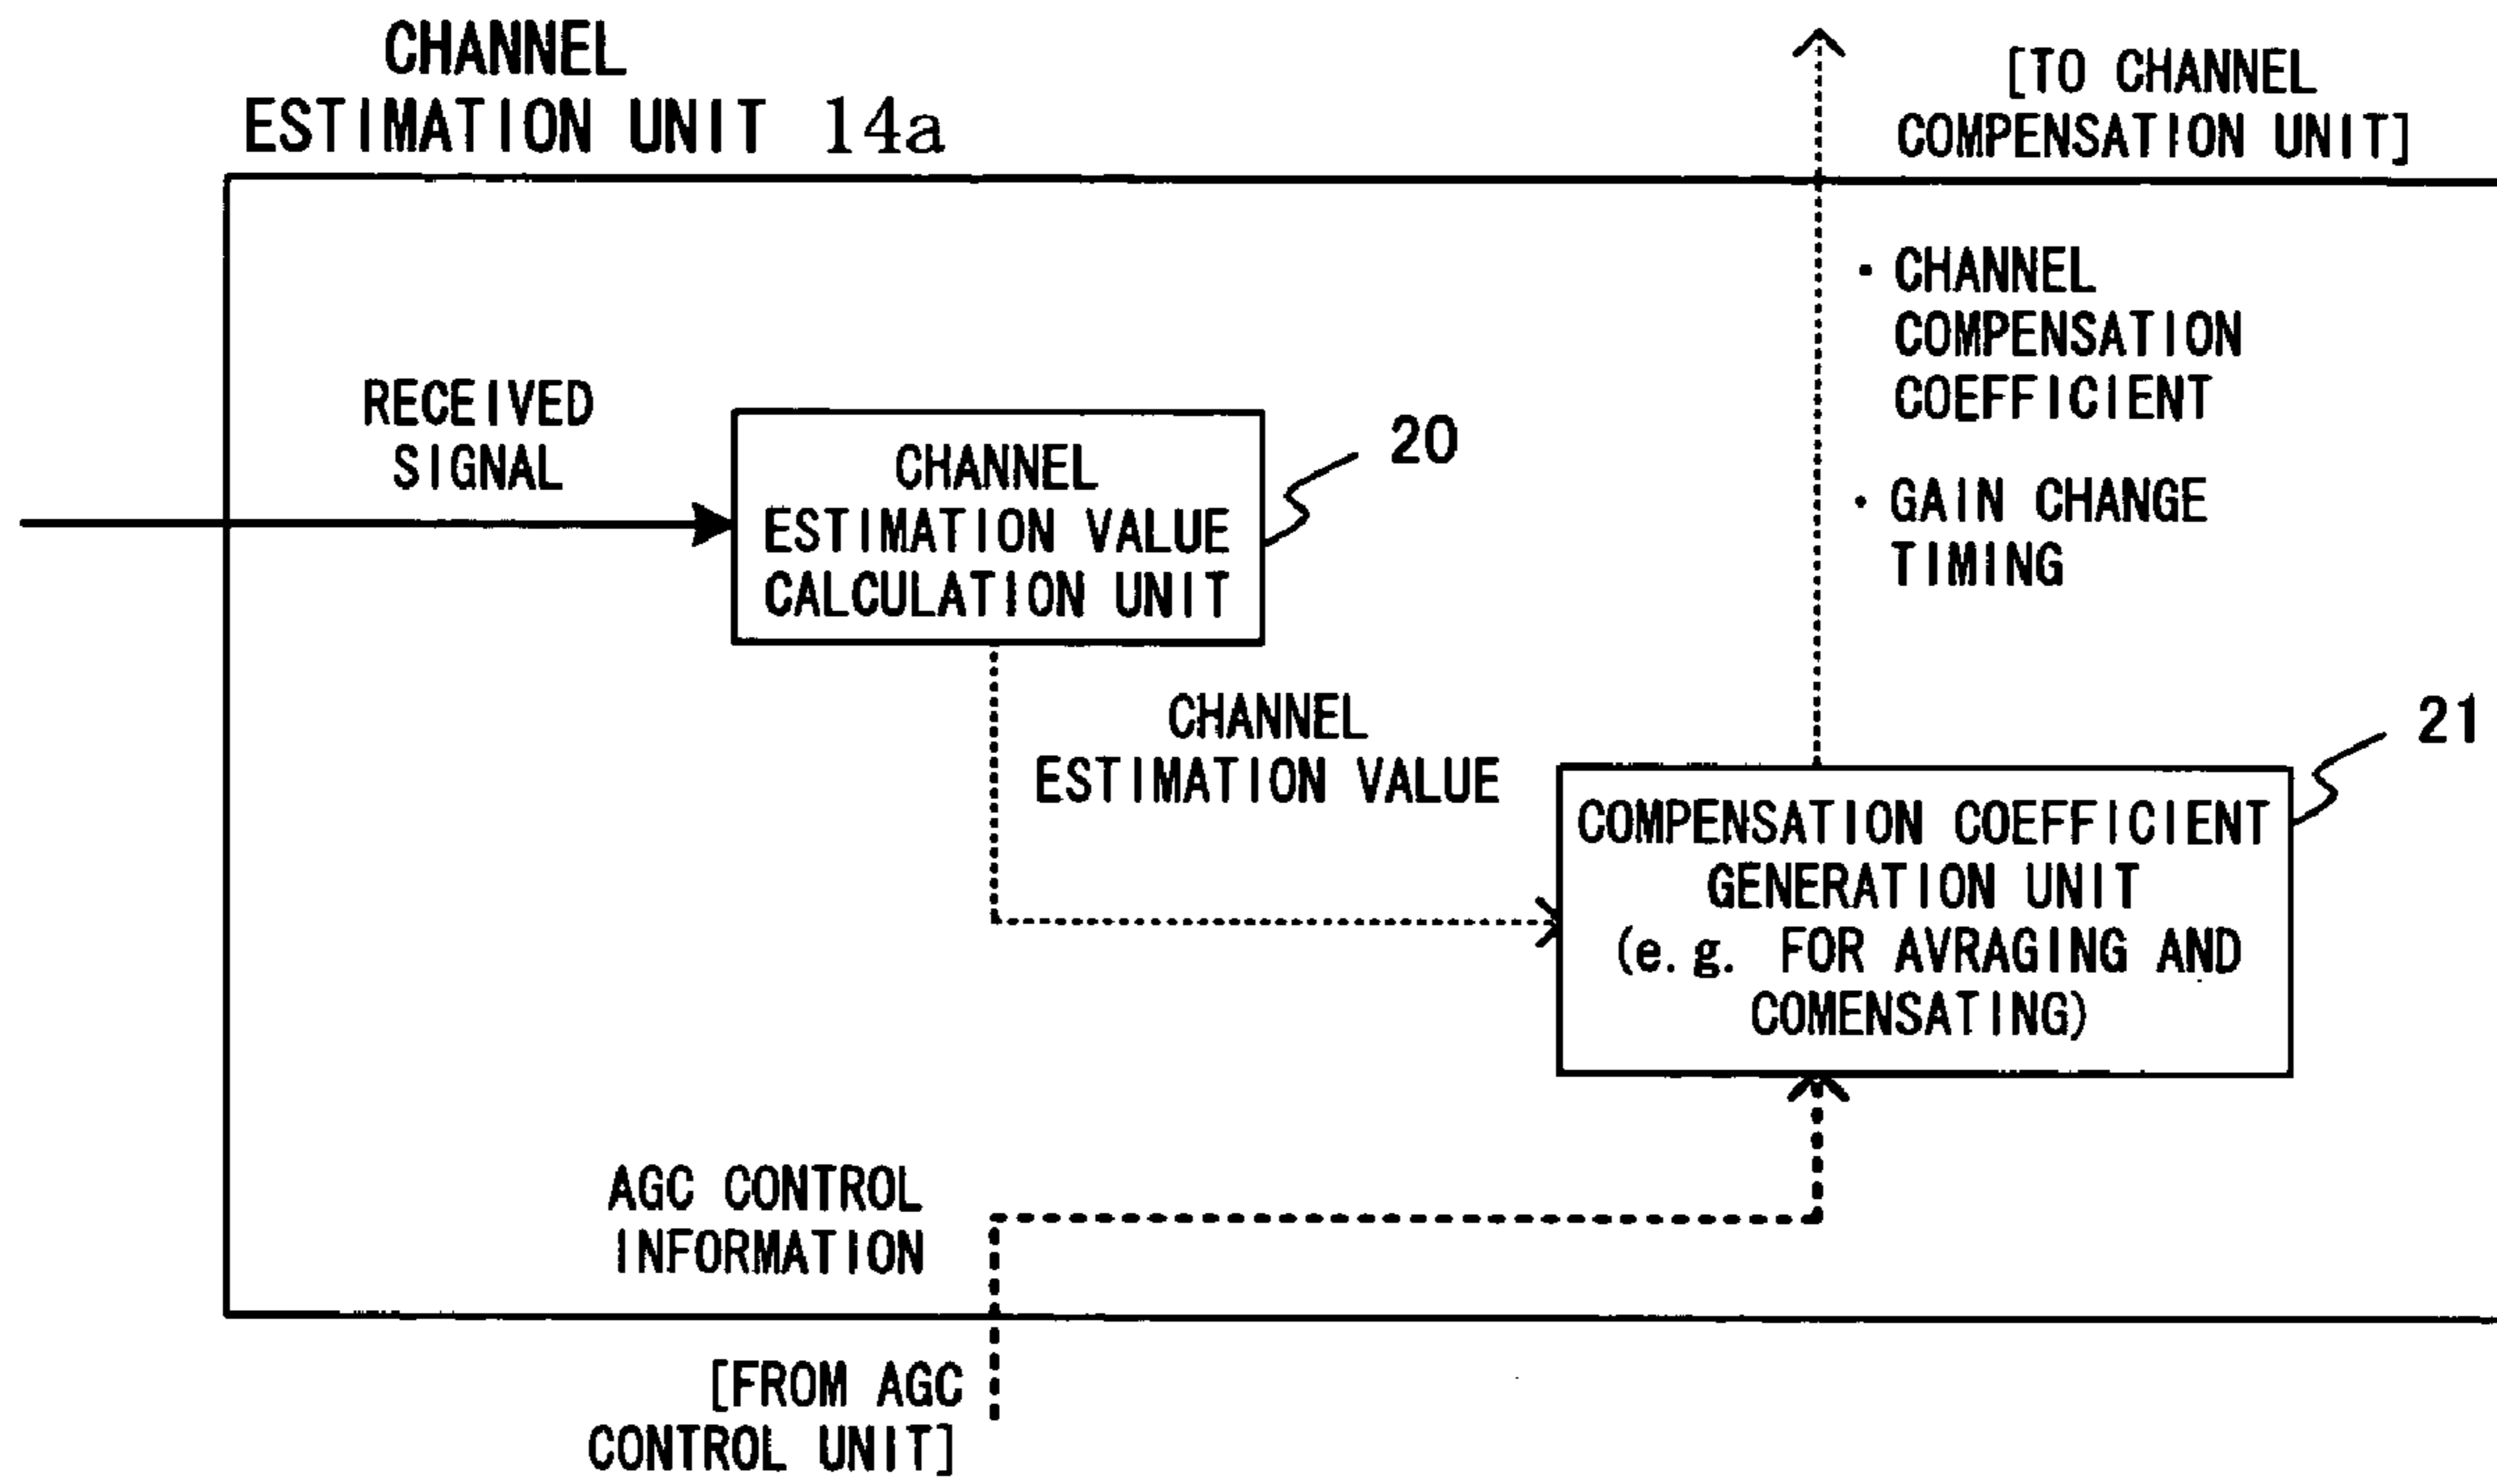 CHANNEL
ESTIMATION UNIT 14a
[TO CHANNEL
COMPENSATION UNIT]
· CHANNEL
COMPENSATION
COEFFICIENT
· GAIN CHANGE
TIMING
RECEIVED
SIGNAL
CHANNEL
ESTIMATION VALUE
CALCULATION UNIT
20
CHANNEL
ESTIMATION VALUE
21
COMPENSATION COEFFICIENT
GENERATION UNIT
(e.g. FOR AVRAGING AND
COMENSATING)
AGC CONTROL
INFORMATION
[FROM AGC
CONTROL UNIT]